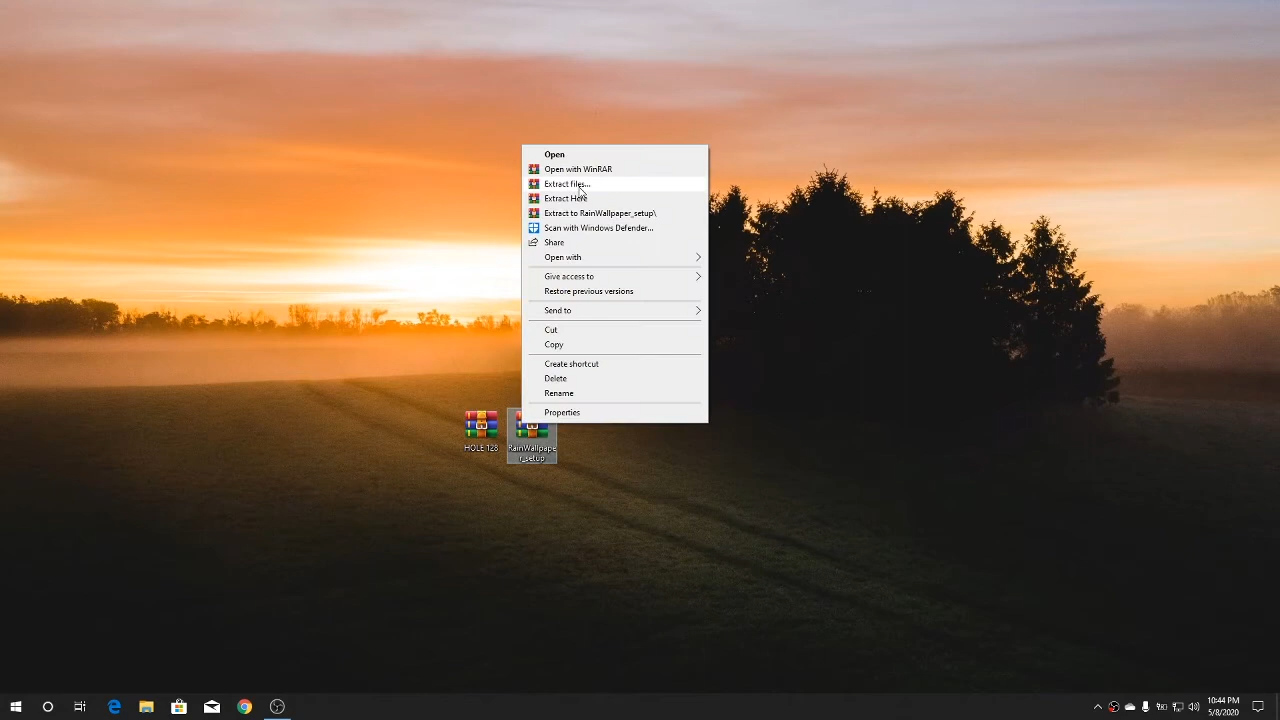 Open
Open with WinRAR
Extract files...
Extract Here
Extract to RainWallpaper_setup\
Scan with Windows Defender...
Share
Open with
Give access to
Restore previous versions
Send to
Cut
Copy
Create shortcut
Delete
Rename
Properties
HOLE 128
RainWallpape
r_setup
10:44 PM
5/8/2020